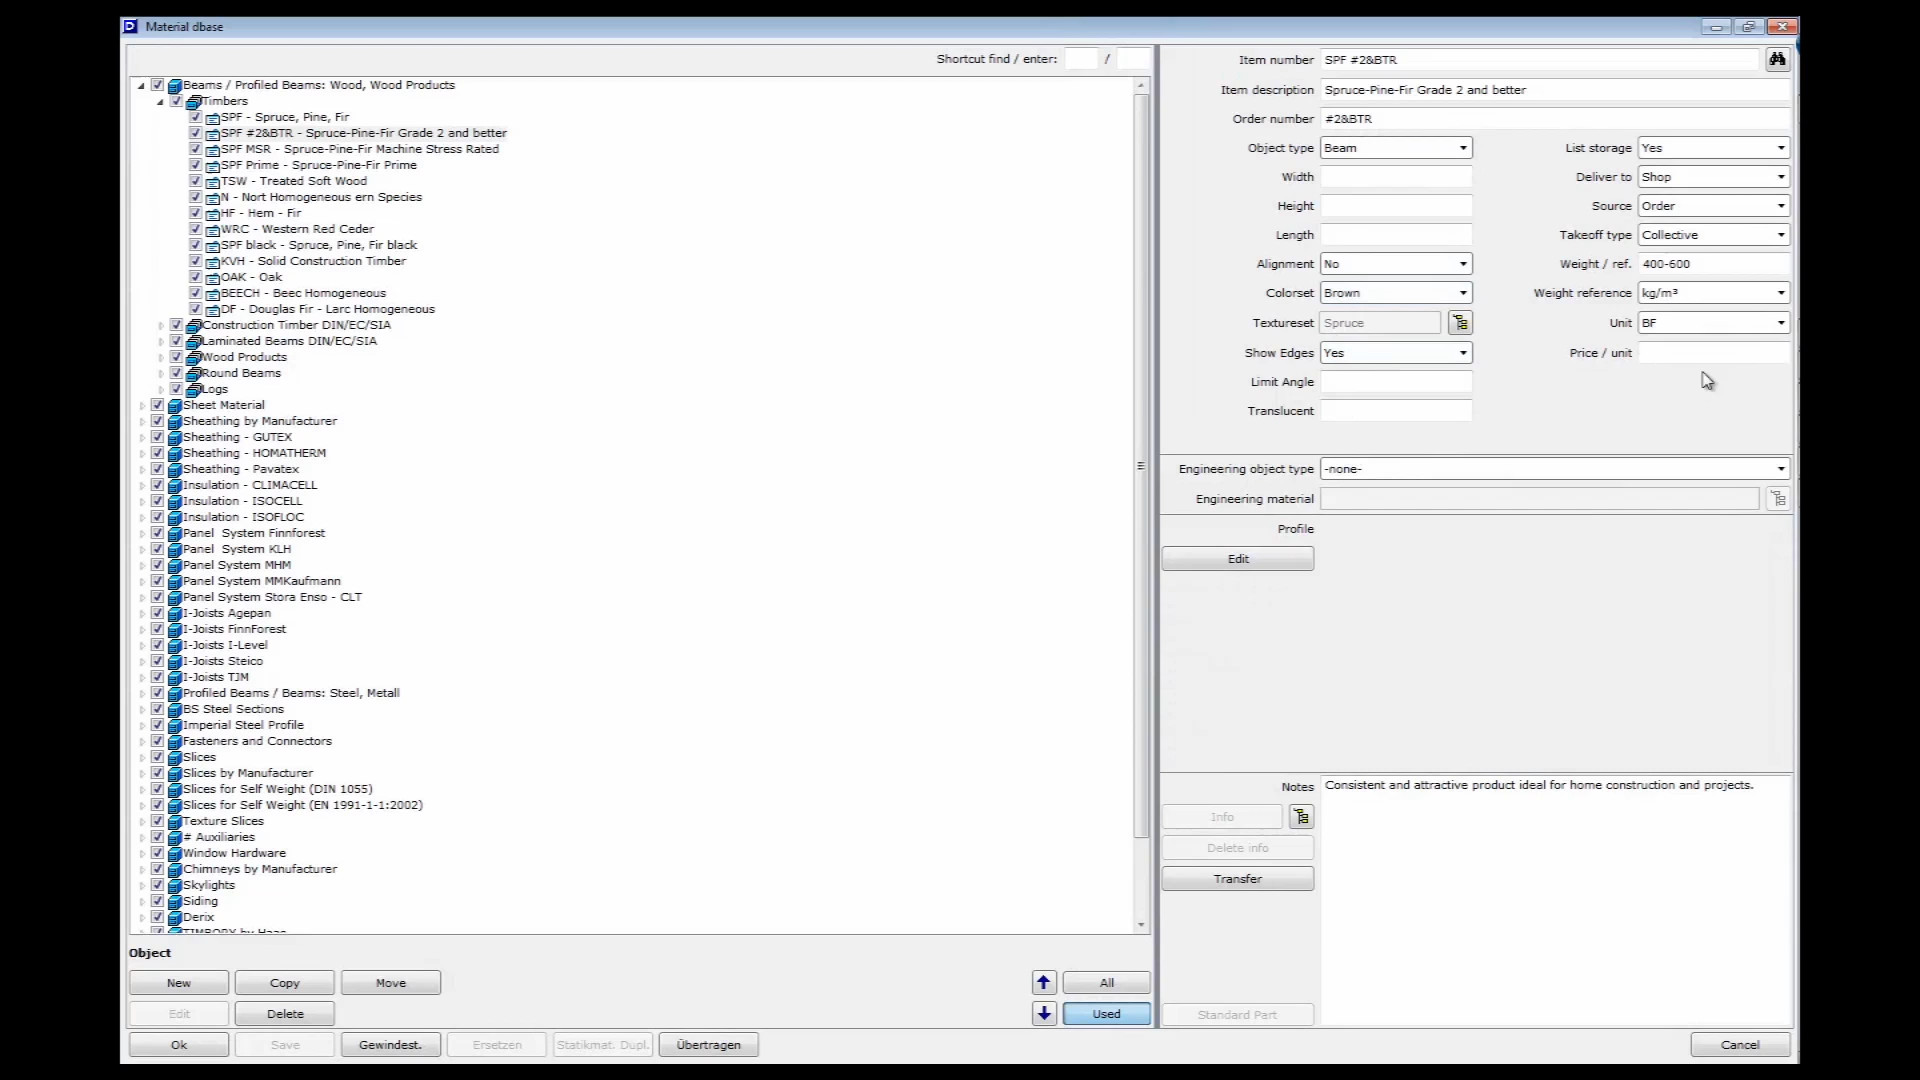 Material dbase
Shortcut find / enter: /
Beams / Profiled Beams: Wood, Wood Products
Timbers
SPF - Spruce, Pine, Fir
SPF #2&BTR - Spruce-Pine-Fir Grade 2 and better
SPF MSR - Spruce-Pine-Fir Machine Stress Rated
SPF Prime - Spruce-Pine-Fir Prime
TSW - Treated Soft Wood
N - Nort Homogeneous ern Species
HF - Hem - Fir
WRC - Western Red Ceder
SPF black - Spruce, Pine, Fir black
KVH - Solid Construction Timber
OAK - Oak
BEECH - Beec Homogeneous
DF - Douglas Fir - Larc Homogeneous
Construction Timber DIN/EC/SIA
Laminated Beams DIN/EC/SIA
Wood Products
Round Beams
Logs
Sheet Material
Sheathing by Manufacturer
Sheathing - GUTEX
Sheathing - HOMATHERM
Sheathing - Pavatex
Insulation - CLIMACELL
Insulation - ISOCELL
Insulation - ISOFLOC
Panel System Finnforest
Panel System KLH
Panel System MHM
Panel System MMKaufmann
Panel System Stora Enso - CLT
I-Joists Agepan
I-Joists FinnForest
I-Joists I-Level
I-Joists Steico
I-Joists TJM
Profiled Beams / Beams: Steel, Metall
BS Steel Sections
Imperial Steel Profile
Fasteners and Connectors
Slices
Slices by Manufacturer
Slices for Self Weight (DIN 1055)
Slices for Self Weight (EN 1991-1-1:2002)
Texture Slices
# Auxiliaries
Window Hardware
Chimneys by Manufacturer
Skylights
Siding
Derix
Object
New Copy Move All
Edit Delete Used
Ok Save Gewindest. Ersetzen Statikmat. Dupl. Übertragen
Item number SPF #2&BTR
Item description Spruce-Pine-Fir Grade 2 and better
Order number #2&BTR
Object type Beam List storage Yes
Width Deliver to Shop
Height Source Order
Length Takeoff type Collective
Alignment No Weight / ref. 400-600
Colorset Brown Weight reference kg/m³
Textureset Spruce Unit BF
Show Edges Yes Price / unit
Limit Angle
Translucent
Engineering object type -none-
Engineering material
Profile
Edit
Notes Consistent and attractive product ideal for home construction and projects.
Info
Delete info
Transfer
Standard Part
Cancel